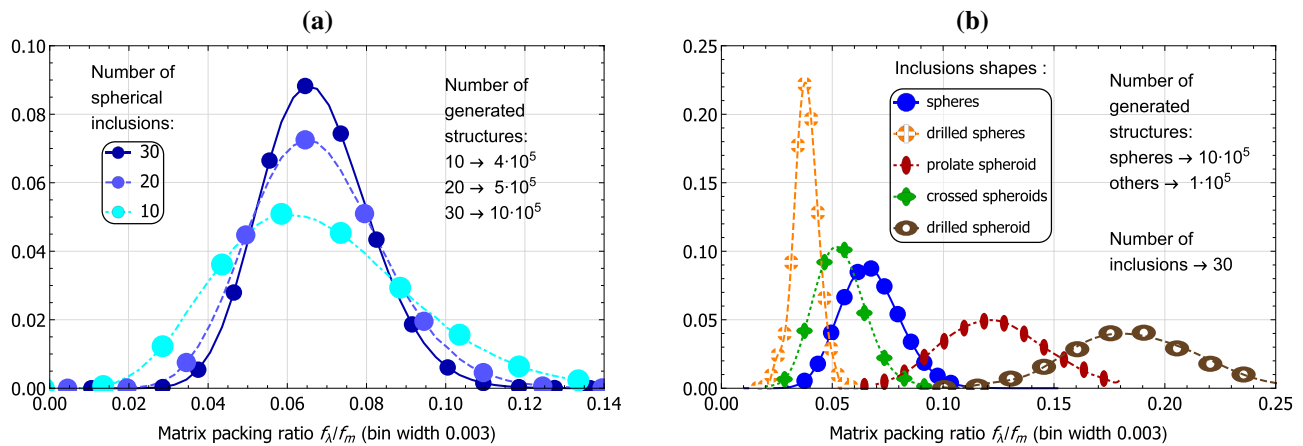 (a)
0.10
0.08
0.06
0.04
0.02
0.00
0.00 0.02 0.04 0.06 0.08 0.10 0.12 0.14
Number of
spherical
inclusions:
30
20
10
Number of
generated
structures:
10 → 4·10⁵
20 → 5·10⁵
30 → 10·10⁵
Matrix packing ratio fλ/fm (bin width 0.003)
(b)
0.25
0.20
0.15
0.10
0.05
0.00
0.00 0.05 0.10 0.15 0.20 0.25
Inclusions shapes :
spheres
drilled spheres
prolate spheroid
crossed spheroids
drilled spheroid
Number of
generated
structures:
spheres → 10·10⁵
others → 1·10⁵
Number of
inclusions → 30
Matrix packing ratio fλ/fm (bin width 0.003)